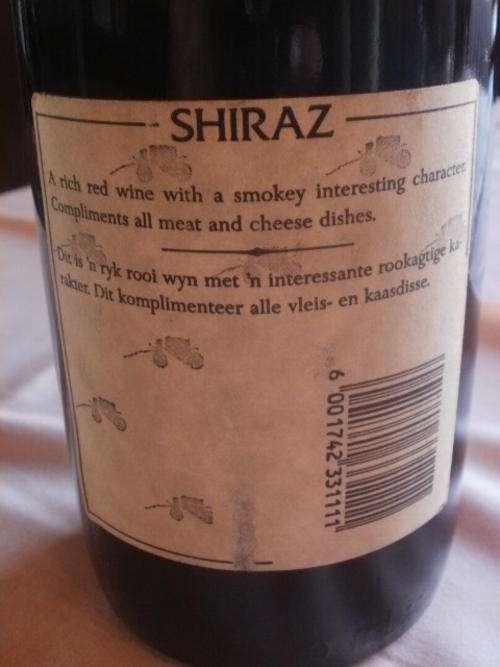 SHIRAZ
A rich red wine with a smokey interesting character.
Compliments all meat and cheese dishes.
Dit is 'n ryk rooi wyn met 'n interessante rookagtige ka-
rakter. Dit komplimenteer alle vleis- en kaasdisse.
6 001742 331111